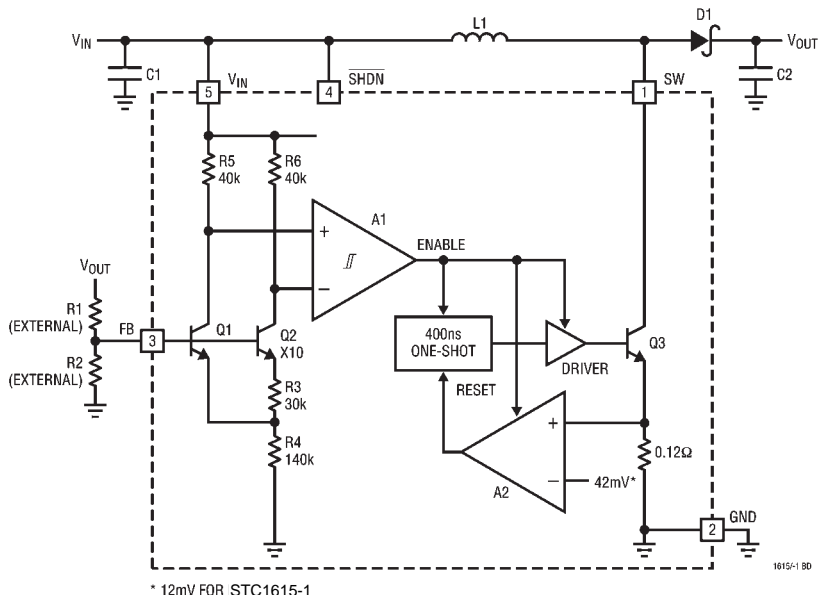 L1
D1
VIN
VOUT
C1
VIN
SHDN
SW
C2
5
4
1
R5
40k
R6
40k
A1
+
ENABLE
VOUT
−
R1
(EXTERNAL)
FB
3
Q1
Q2
X10
400ns
ONE-SHOT
Q3
DRIVER
R2
(EXTERNAL)
R3
30k
RESET
+
0.12Ω
R4
140k
A2
−
42mV*
GND
2
1615/-1 BD
* 12mV FOR STC1615-1